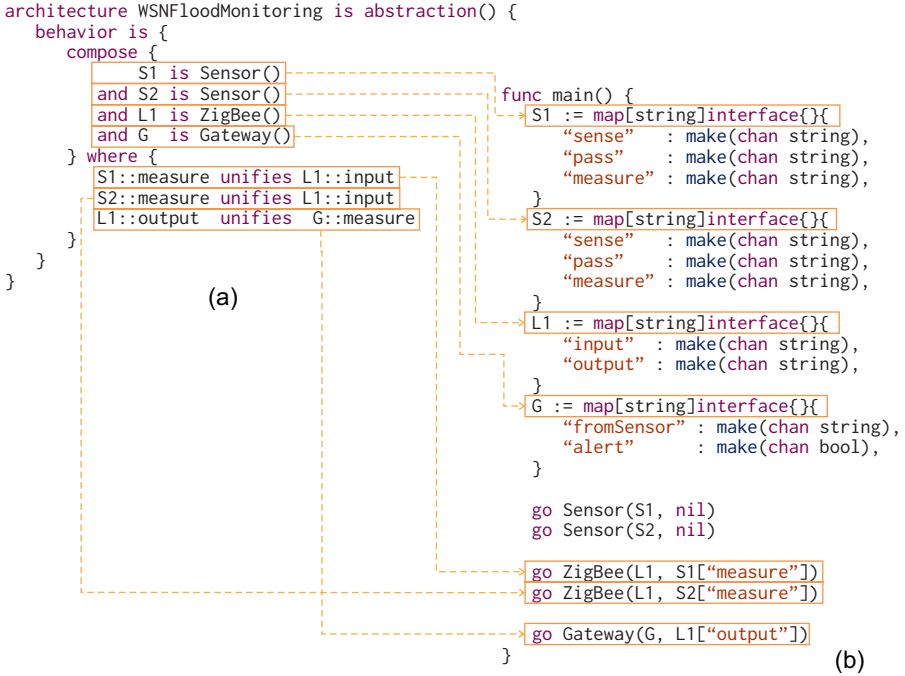 architecture WSNFloodMonitoring is abstraction() {
behavior is {
compose {
S1 is Sensor()
and S2 is Sensor()
and L1 is ZigBee()
and G is Gateway()
} where {
S1::measure unifies L1::input
S2::measure unifies L1::input
L1::output unifies G::measure
}
}
}
(a)
func main() {
S1 := map[string]interface{}{
“sense” : make(chan string),
“pass” : make(chan string),
“measure” : make(chan string),
}
S2 := map[string]interface{}{
“sense” : make(chan string),
“pass” : make(chan string),
“measure” : make(chan string),
}
L1 := map[string]interface{}{
“input” : make(chan string),
“output” : make(chan string),
}
G := map[string]interface{}{
“fromSensor” : make(chan string),
“alert” : make(chan bool),
}
go Sensor(S1, nil)
go Sensor(S2, nil)
go ZigBee(L1, S1[“measure”])
go ZigBee(L1, S2[“measure”])
go Gateway(G, L1[“output”])
}
(b)